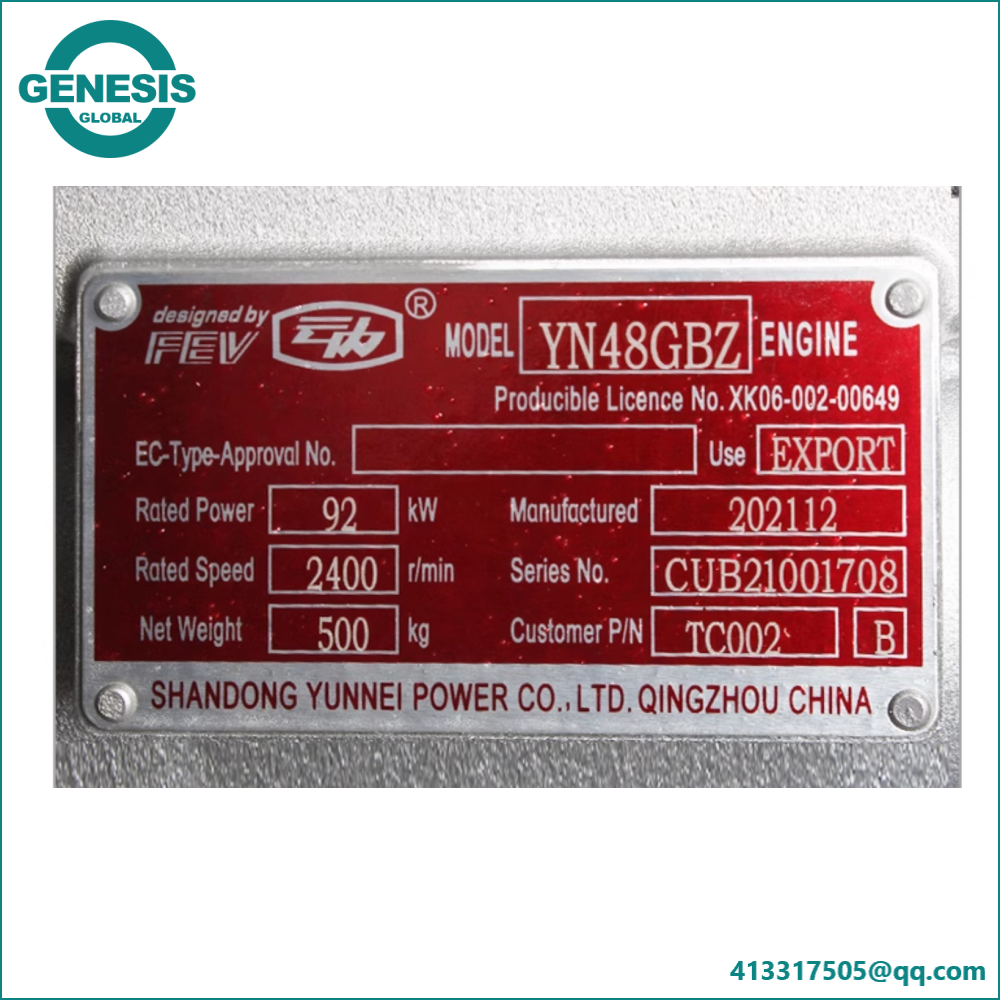 GENESIS
GLOBAL
designed by
FEV
云内 ®
MODEL YN48GBZ ENGINE
Producible Licence No. XK06-002-00649
EC-Type-Approval No. Use EXPORT
Rated Power 92 kW Manufactured 202112
Rated Speed 2400 r/min Series No. CUB21001708
Net Weight 500 kg Customer P/N TC002 B
SHANDONG YUNNEI POWER CO., LTD. QINGZHOU CHINA
413317505@qq.com